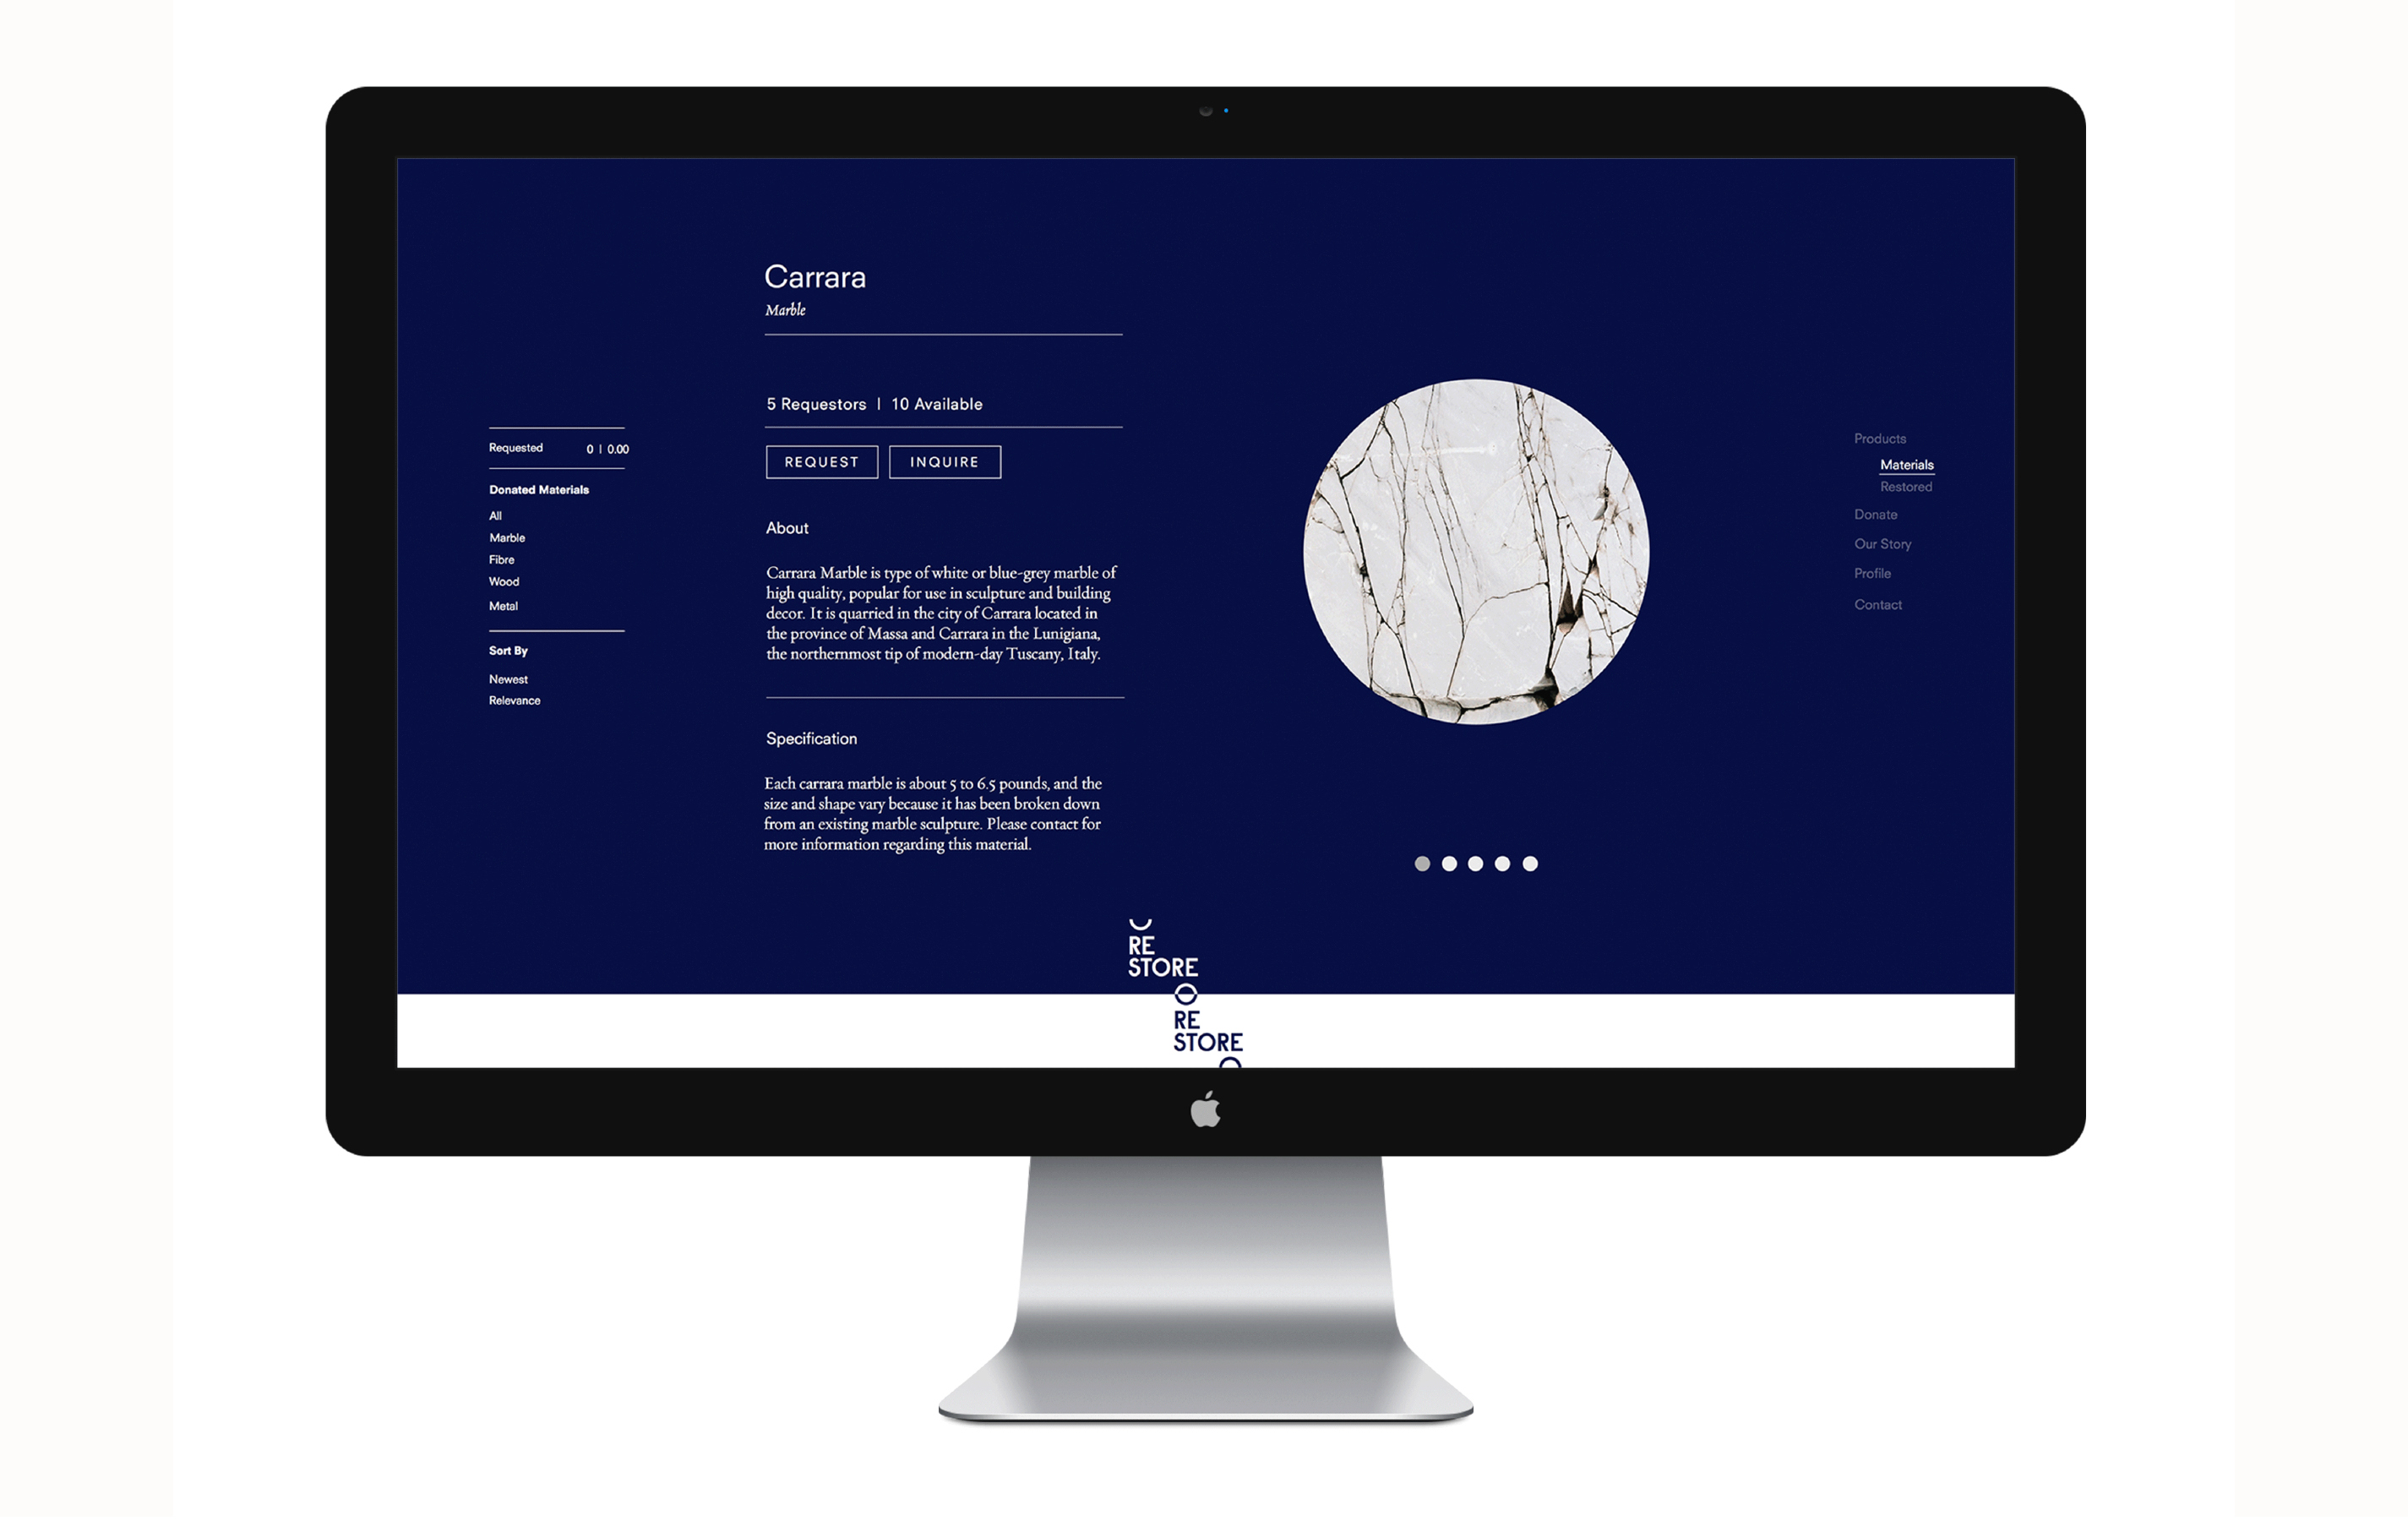 Carrara
Marble
5 Requestors | 10 Available
REQUEST
INQUIRE
About
Carrara Marble is type of white or blue-grey marble of
high quality, popular for use in sculpture and building
decor. It is quarried in the city of Carrara located in
the province of Massa and Carrara in the Lunigiana,
the northernmost tip of modern-day Tuscany, Italy.
Specification
Each carrara marble is about 5 to 6.5 pounds, and the
size and shape vary because it has been broken down
from an existing marble sculpture. Please contact for
more information regarding this material.
Requested 0 | 0.00
Donated Materials
All
Marble
Fibre
Wood
Metal
Sort By
Newest
Relevance
Products
Materials
Restored
Donate
Our Story
Profile
Contact
RE
STORE
RE
STORE